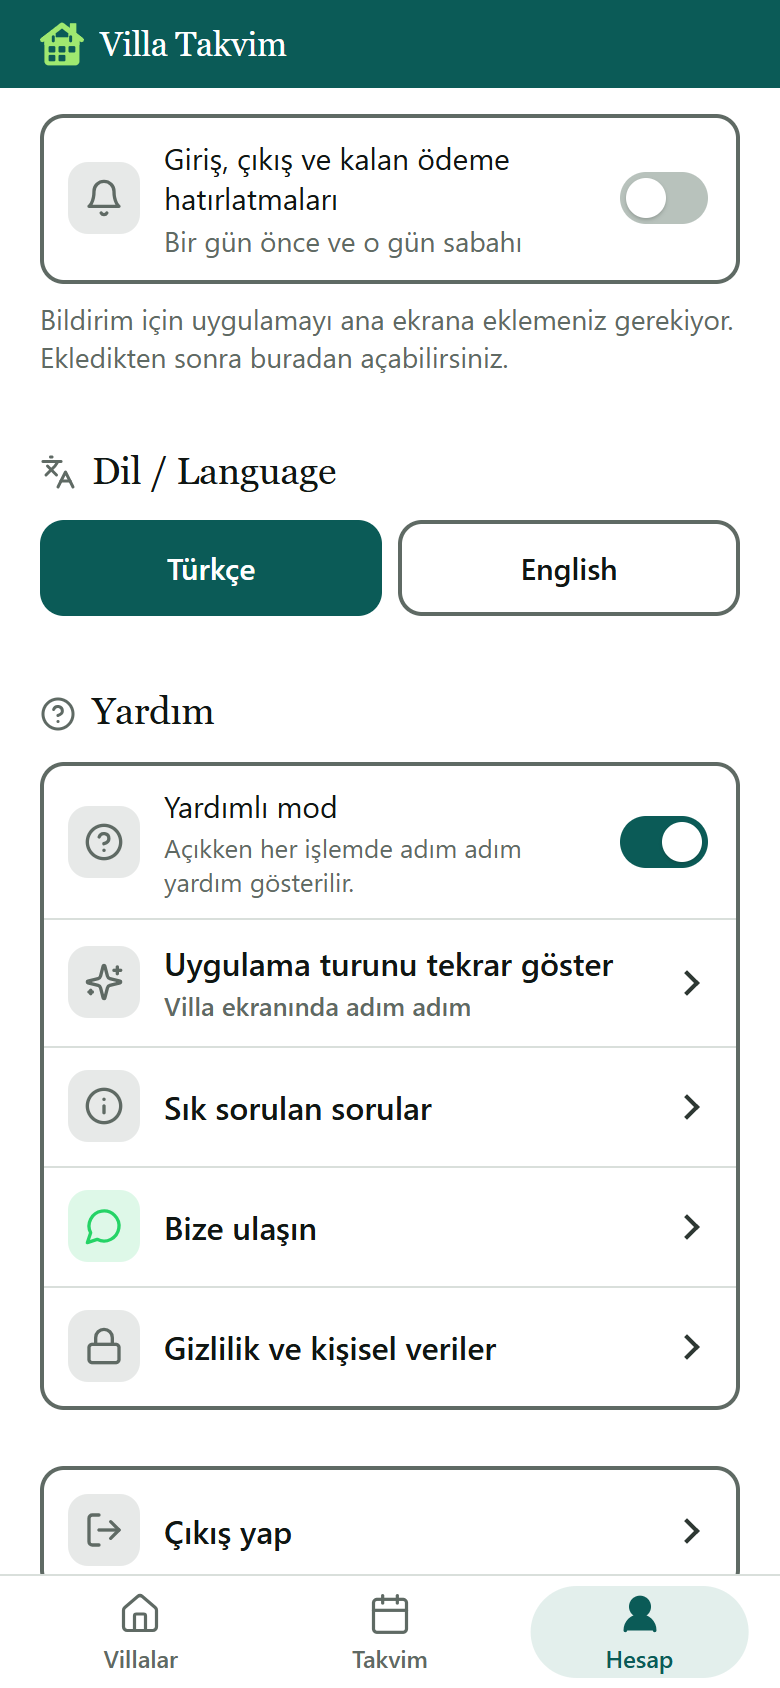 Villa Takvim
Giriş, çıkış ve kalan ödeme
hatırlatmaları
Bir gün önce ve o gün sabahı
Bildirim için uygulamayı ana ekrana eklemeniz gerekiyor.
Ekledikten sonra buradan açabilirsiniz.
Dil / Language
Türkçe
English
Yardım
Yardımlı mod
Açıkken her işlemde adım adım
yardım gösterilir.
Uygulama turunu tekrar göster
Villa ekranında adım adım
Sık sorulan sorular
Bize ulaşın
Gizlilik ve kişisel veriler
Çıkış yap
Villalar
Takvim
Hesap